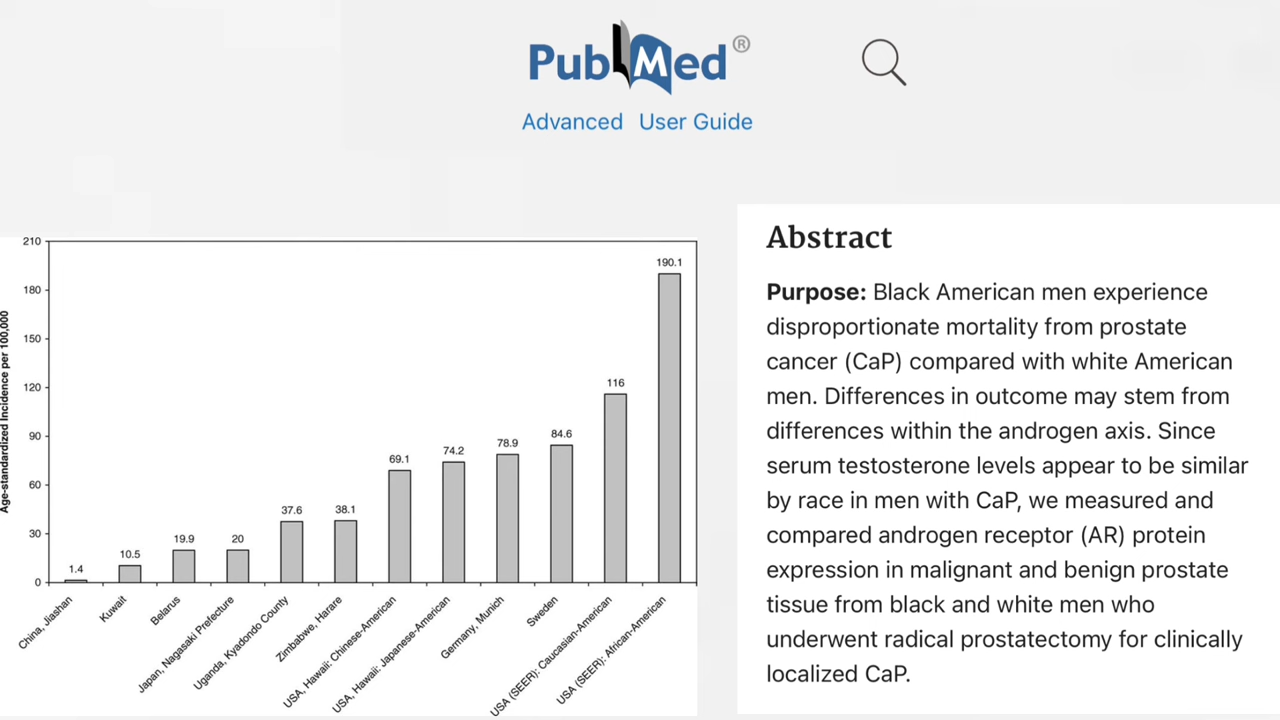 PubMed®
Advanced User Guide
Age-standardized Incidence per 100,000
210
180
150
120
90
60
30
0
1.4
10.5
19.9
20
37.6
38.1
69.1
74.2
78.9
84.6
116
190.1
China, Jiashan
Kuwait
Belarus
Japan, Nagasaki Prefecture
Uganda, Kyadondo County
Zimbabwe, Harare
USA, Hawaii: Chinese-American
USA, Hawaii: Japanese-American
Germany, Munich
Sweden
USA (SEER): Caucasian-American
USA (SEER): African-American
Abstract
Purpose: Black American men experience
disproportionate mortality from prostate
cancer (CaP) compared with white American
men. Differences in outcome may stem from
differences within the androgen axis. Since
serum testosterone levels appear to be similar
by race in men with CaP, we measured and
compared androgen receptor (AR) protein
expression in malignant and benign prostate
tissue from black and white men who
underwent radical prostatectomy for clinically
localized CaP.